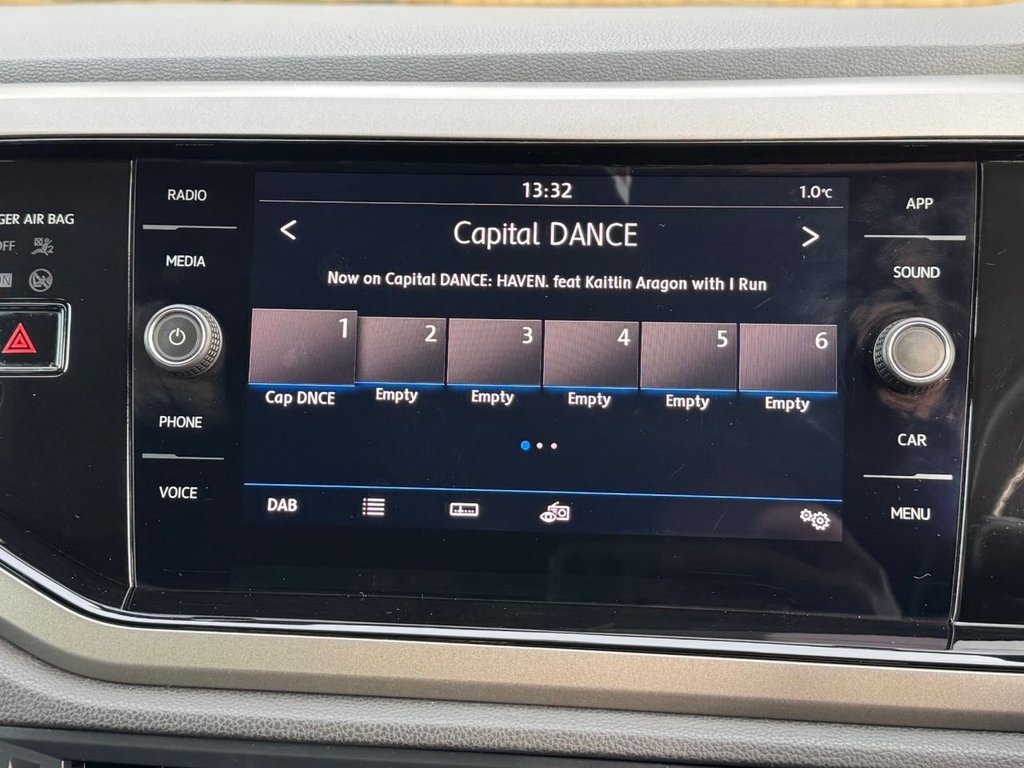 13:32 1.0°C
RADIO
APP
< Capital DANCE >
GER AIR BAG
OFF
MEDIA
SOUND
Now on Capital DANCE: HAVEN. feat Kaitlin Aragon with I Run
ON
1 2 3 4 5 6
Cap DNCE Empty Empty Empty Empty Empty
PHONE
CAR
VOICE
DAB
MENU